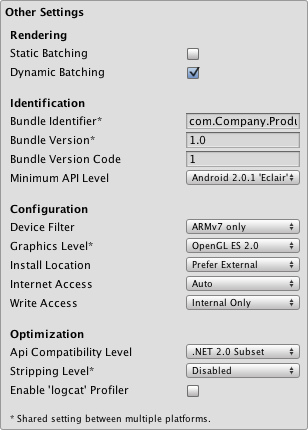 Other Settings
Rendering
Static Batching
Dynamic Batching
Identification
Bundle Identifier* com.Company.Produ
Bundle Version* 1.0
Bundle Version Code 1
Minimum API Level Android 2.0.1 'Eclair'
Configuration
Device Filter ARMv7 only
Graphics Level* OpenGL ES 2.0
Install Location Prefer External
Internet Access Auto
Write Access Internal Only
Optimization
Api Compatibility Level .NET 2.0 Subset
Stripping Level* Disabled
Enable 'logcat' Profiler
* Shared setting between multiple platforms.